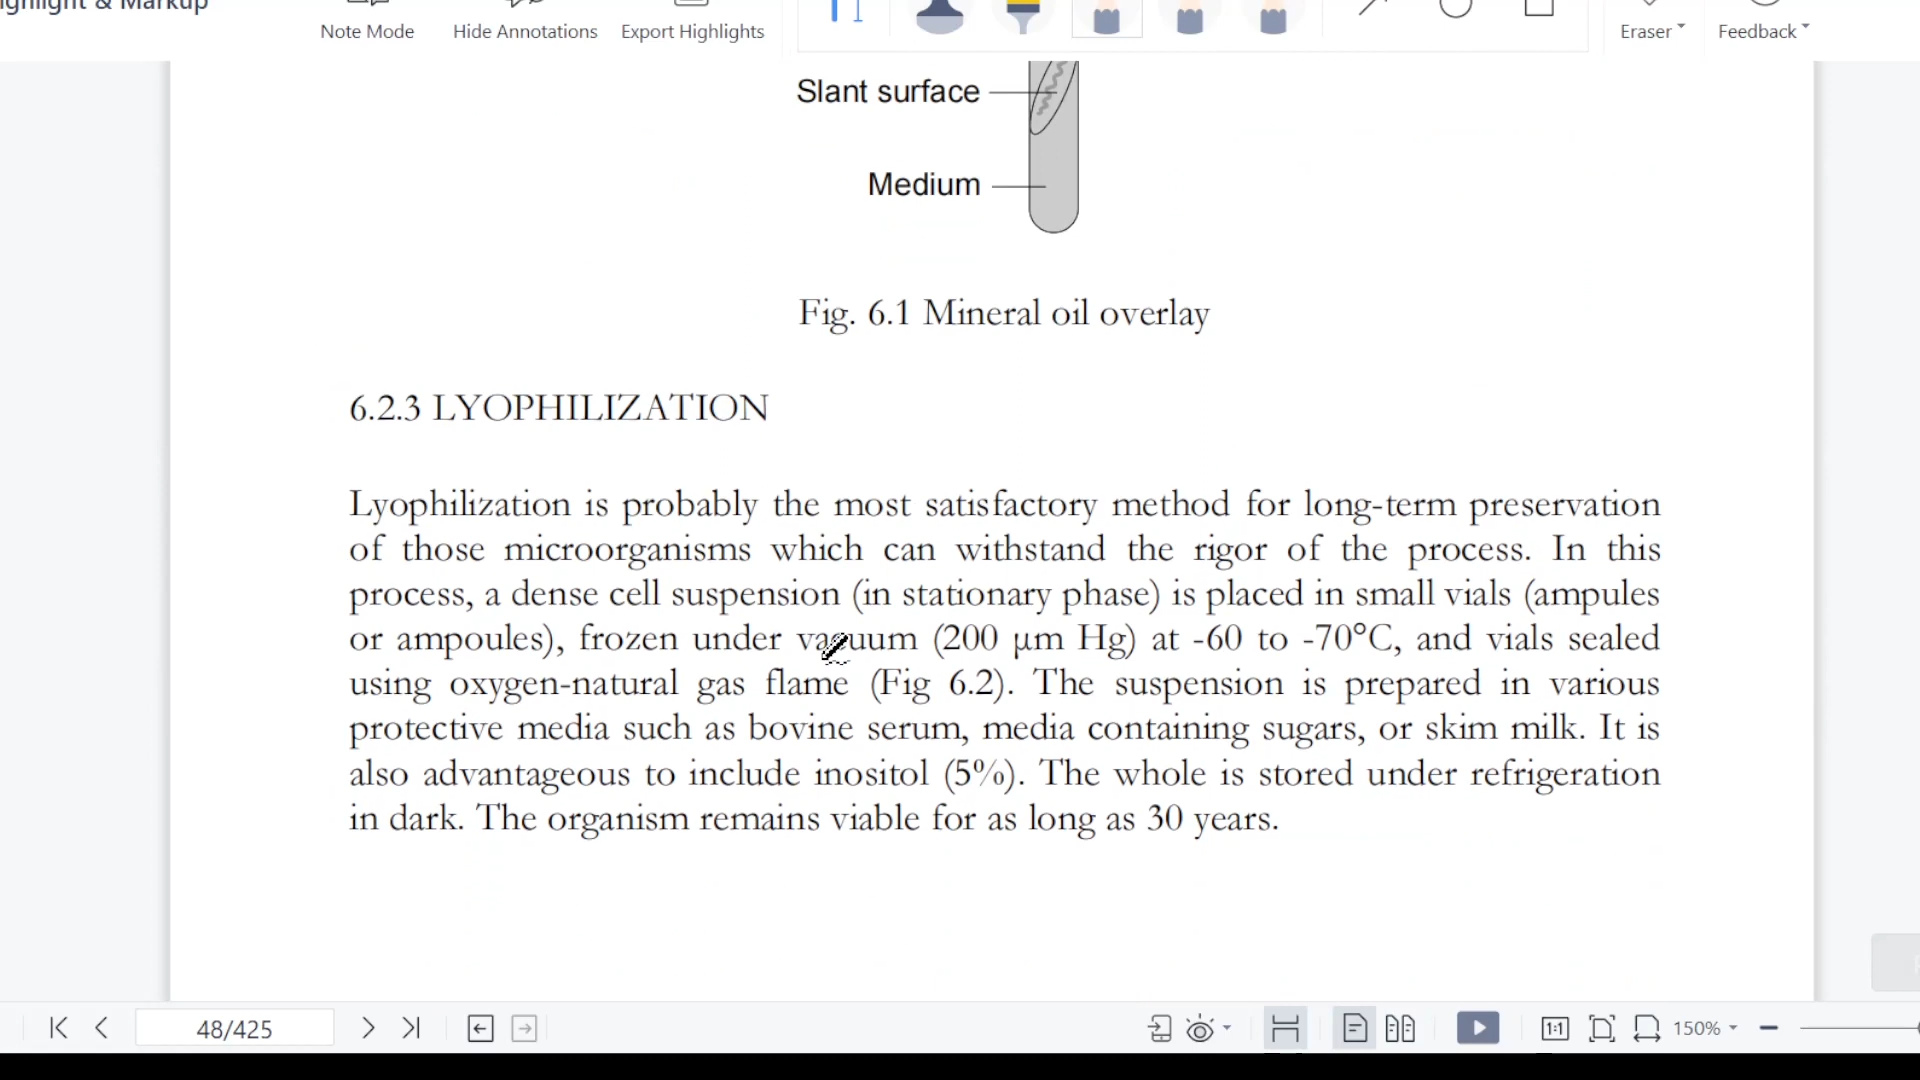 ighlight & Markup
Note Mode
Hide Annotations
Export Highlights
Eraser
Feedback
Slant surface
Medium
Fig. 6.1 Mineral oil overlay
6.2.3 LYOPHILIZATION
Lyophilization is probably the most satisfactory method for long-term preservation
of those microorganisms which can withstand the rigor of the process. In this
process, a dense cell suspension (in stationary phase) is placed in small vials (ampules
or ampoules), frozen under vacuum (200 µm Hg) at -60 to -70°C, and vials sealed
using oxygen-natural gas flame (Fig 6.2). The suspension is prepared in various
protective media such as bovine serum, media containing sugars, or skim milk. It is
also advantageous to include inositol (5%). The whole is stored under refrigeration
in dark. The organism remains viable for as long as 30 years.
48/425
1:1
150%